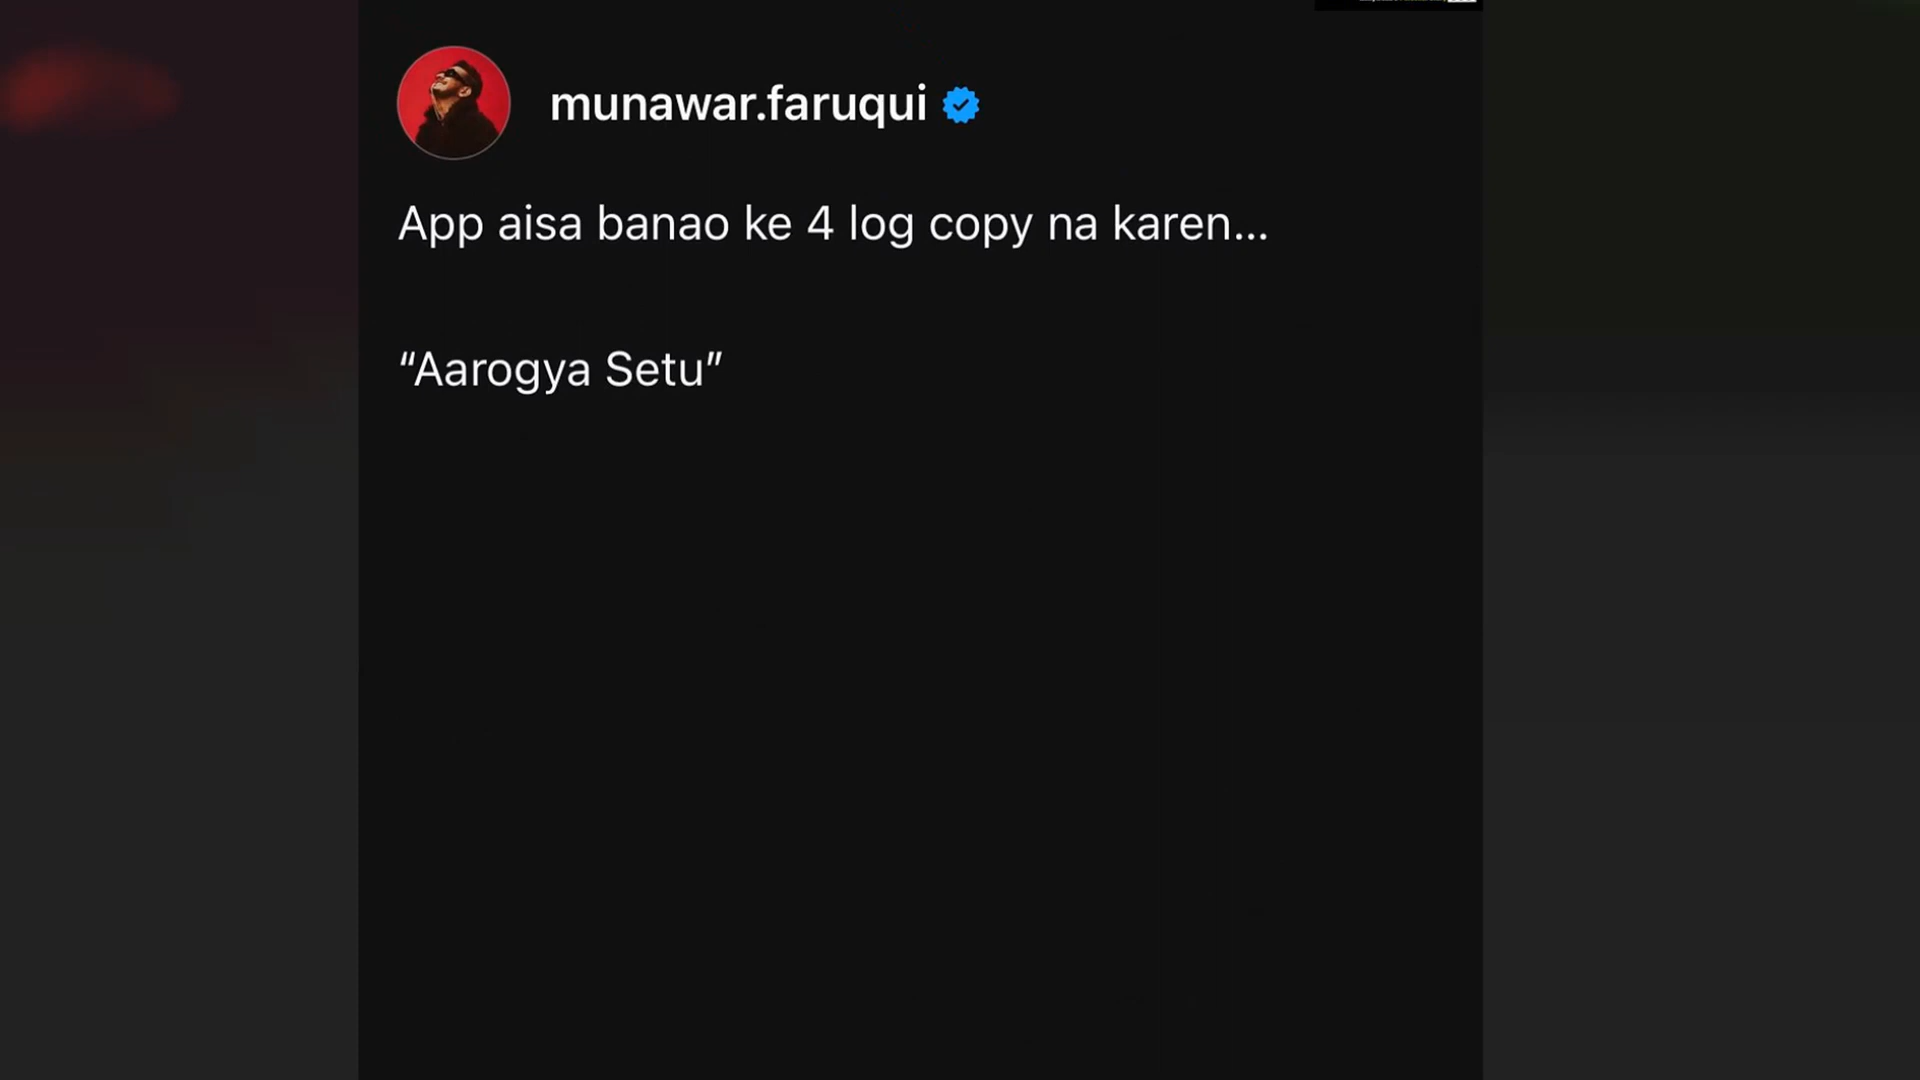 munawar.faruqui
App aisa banao ke 4 log copy na karen...
“Aarogya Setu”